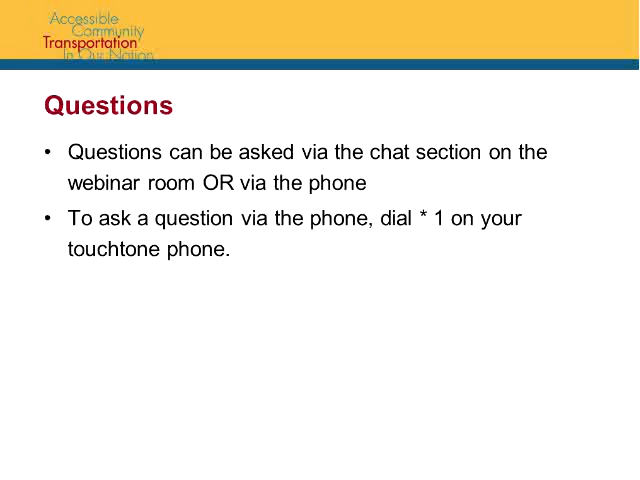 Accessible
Community
Transportation
In Our Nation
Questions
• Questions can be asked via the chat section on the
webinar room OR via the phone
• To ask a question via the phone, dial * 1 on your
touchtone phone.